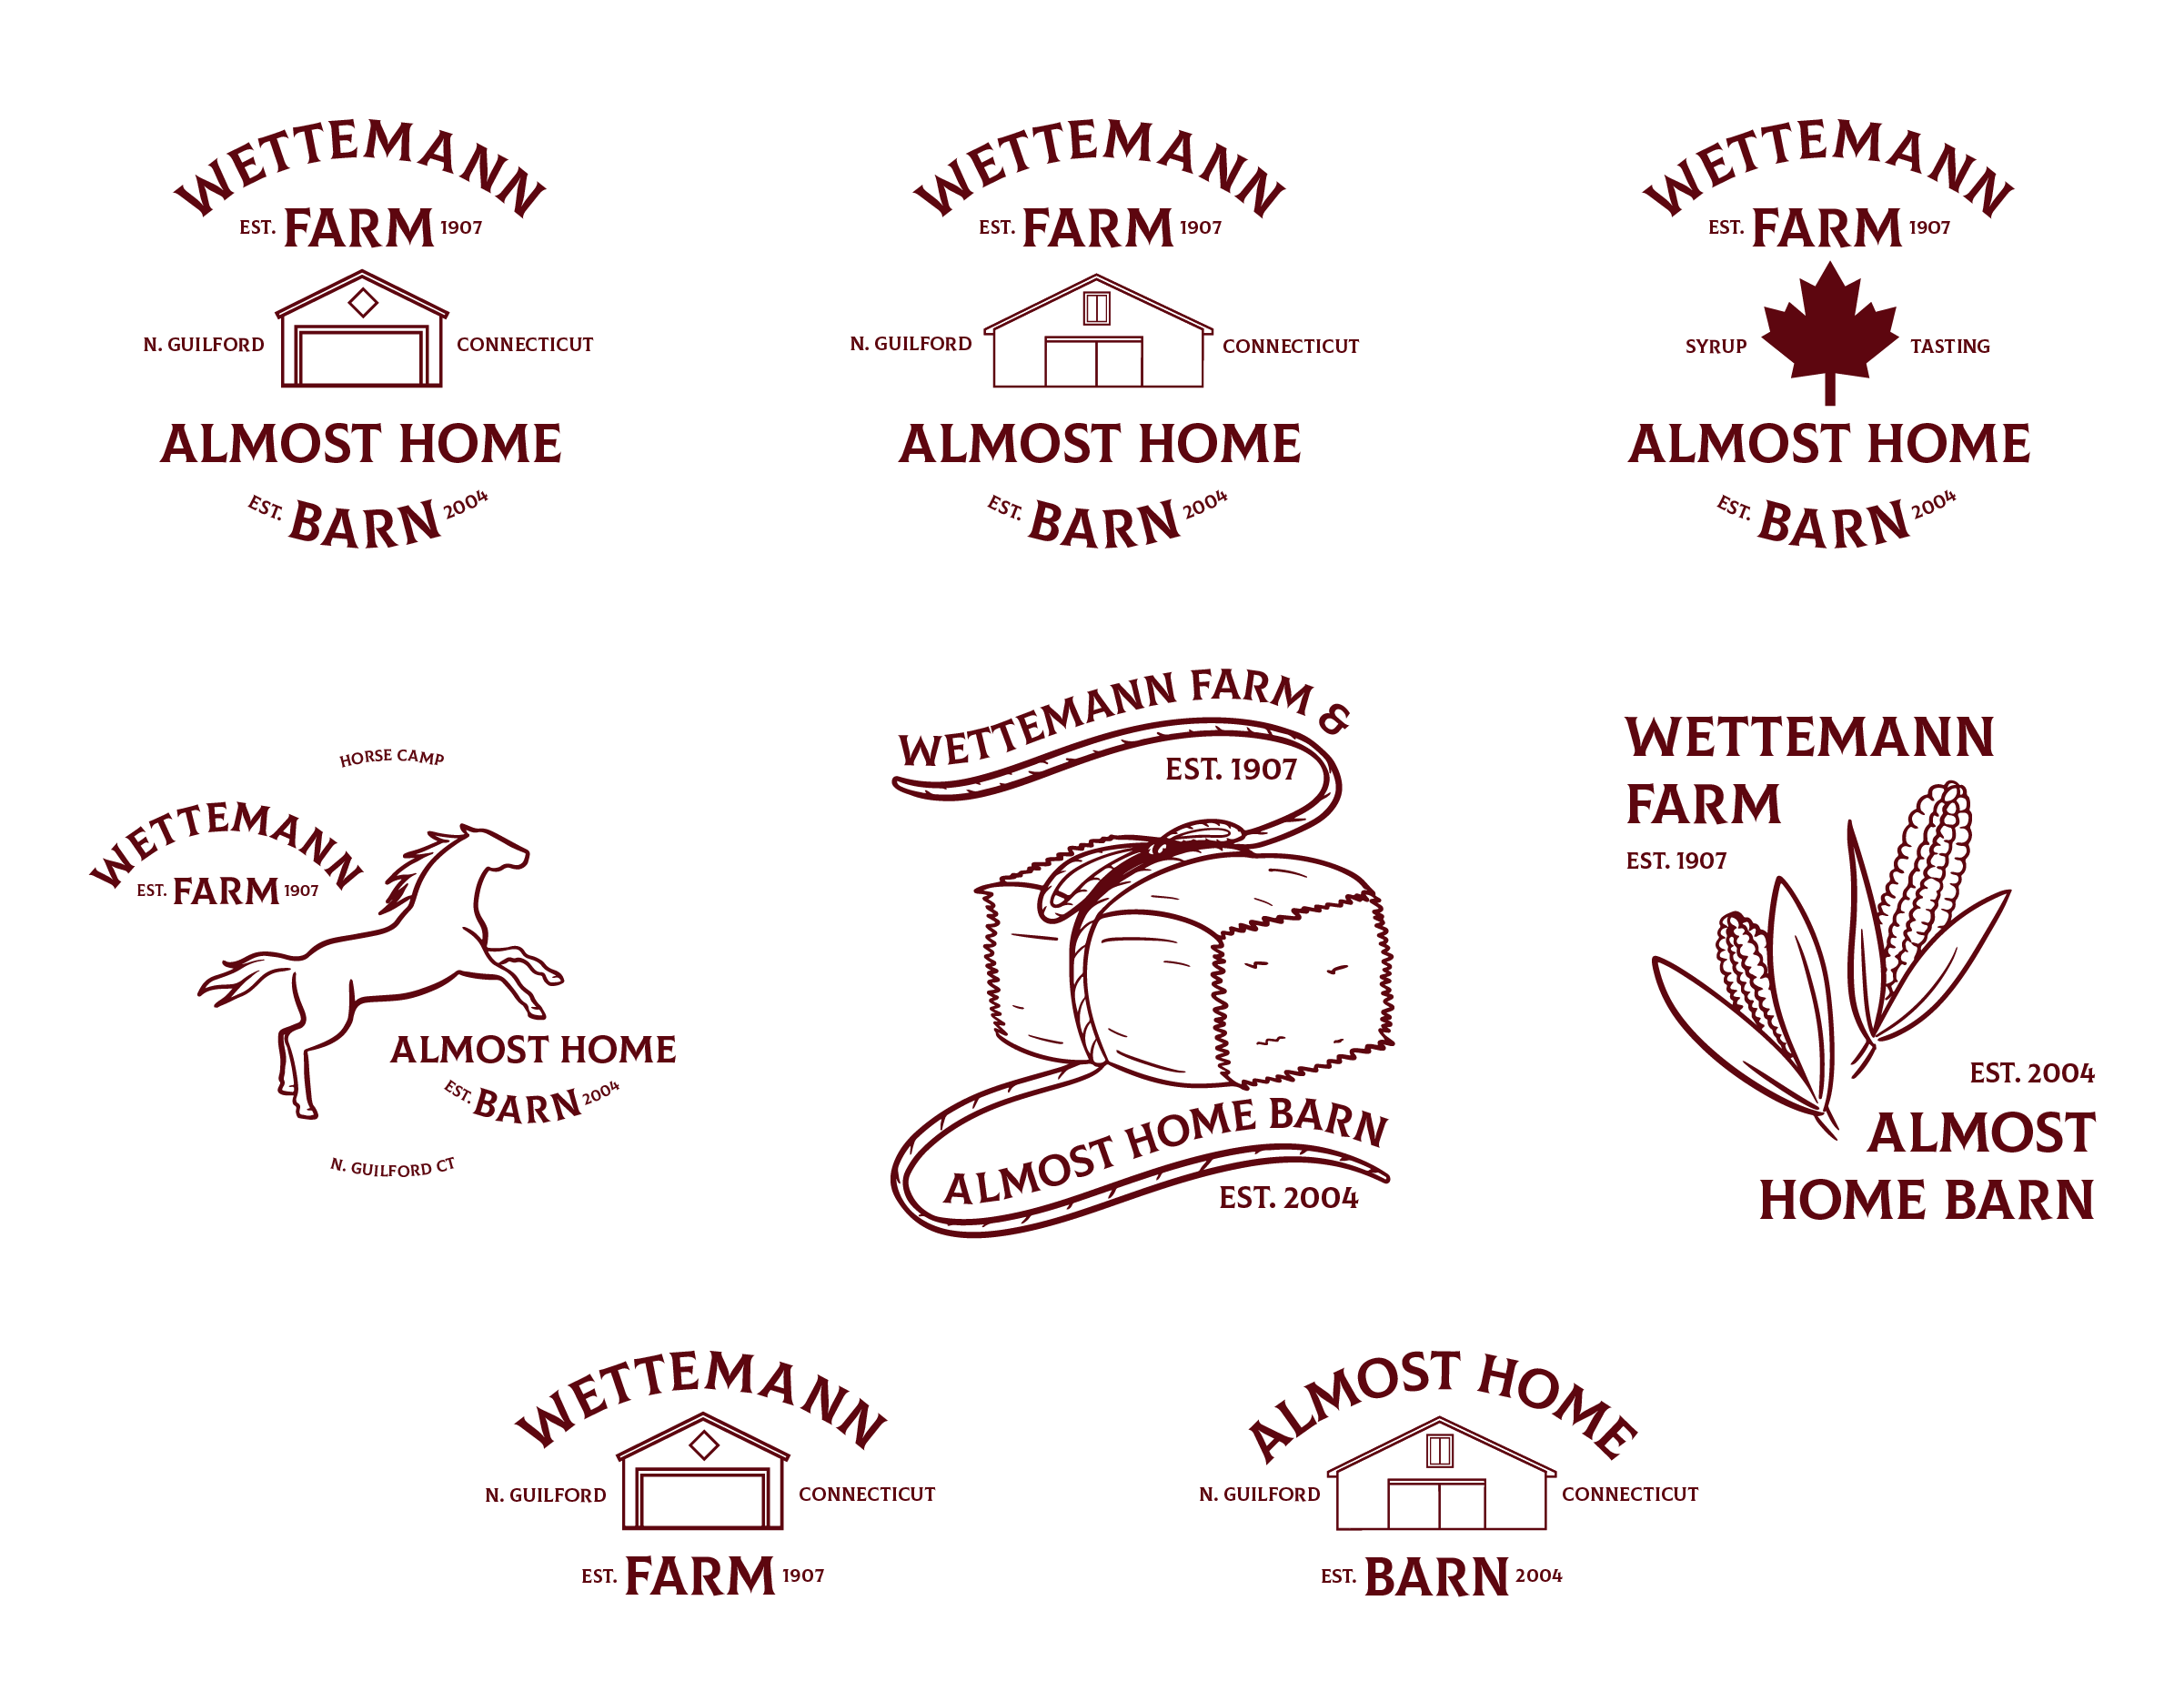 WETTEMANN
EST. FARM 1907
N. GUILFORD CONNECTICUT
ALMOST HOME
EST. BARN 2004
WETTEMANN
EST. FARM 1907
N. GUILFORD CONNECTICUT
ALMOST HOME
EST. BARN 2004
WETTEMANN
EST. FARM 1907
SYRUP TASTING
ALMOST HOME
EST. BARN 2004
HORSE CAMP
WETTEMANN
EST. FARM 1907
ALMOST HOME
EST. BARN 2004
N. GUILFORD CT
WETTEMANN FARM &
EST. 1907
ALMOST HOME BARN
EST. 2004
WETTEMANN
FARM
EST. 1907
EST. 2004
ALMOST
HOME BARN
WETTEMANN
N. GUILFORD CONNECTICUT
EST. FARM 1907
ALMOST HOME
N. GUILFORD CONNECTICUT
EST. BARN 2004